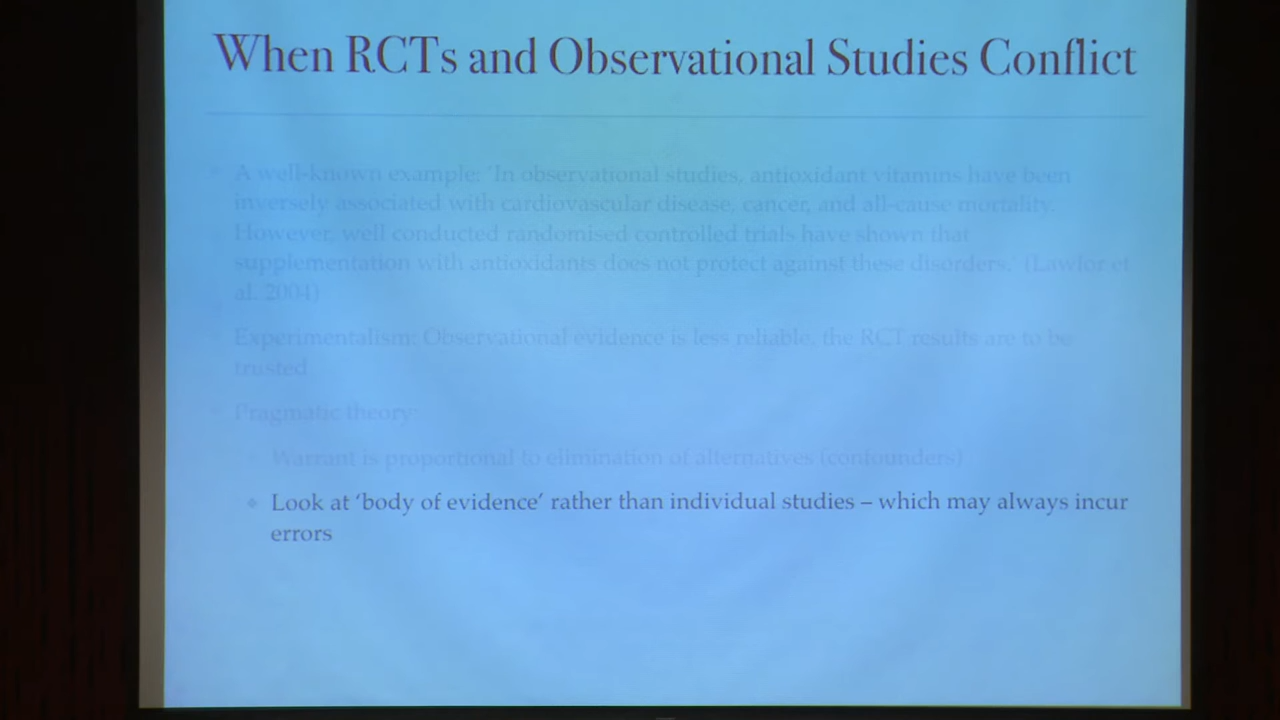 When RCTs and Observational Studies Conflict
A well-known example: 'In observational studies, antioxidant vitamins have been
inversely associated with cardiovascular disease, cancer, and all-cause mortality.
However, well conducted randomised controlled trials have shown that
supplementation with antioxidants does not protect against these disorders.' (Lawlor et
al. 2004)
Experimentalism: Observational evidence is less reliable, the RCT results are to be
trusted
Pragmatic theory:
Warrant is proportional to elimination of alternatives (confounders)
Look at 'body of evidence' rather than individual studies – which may always incur
errors